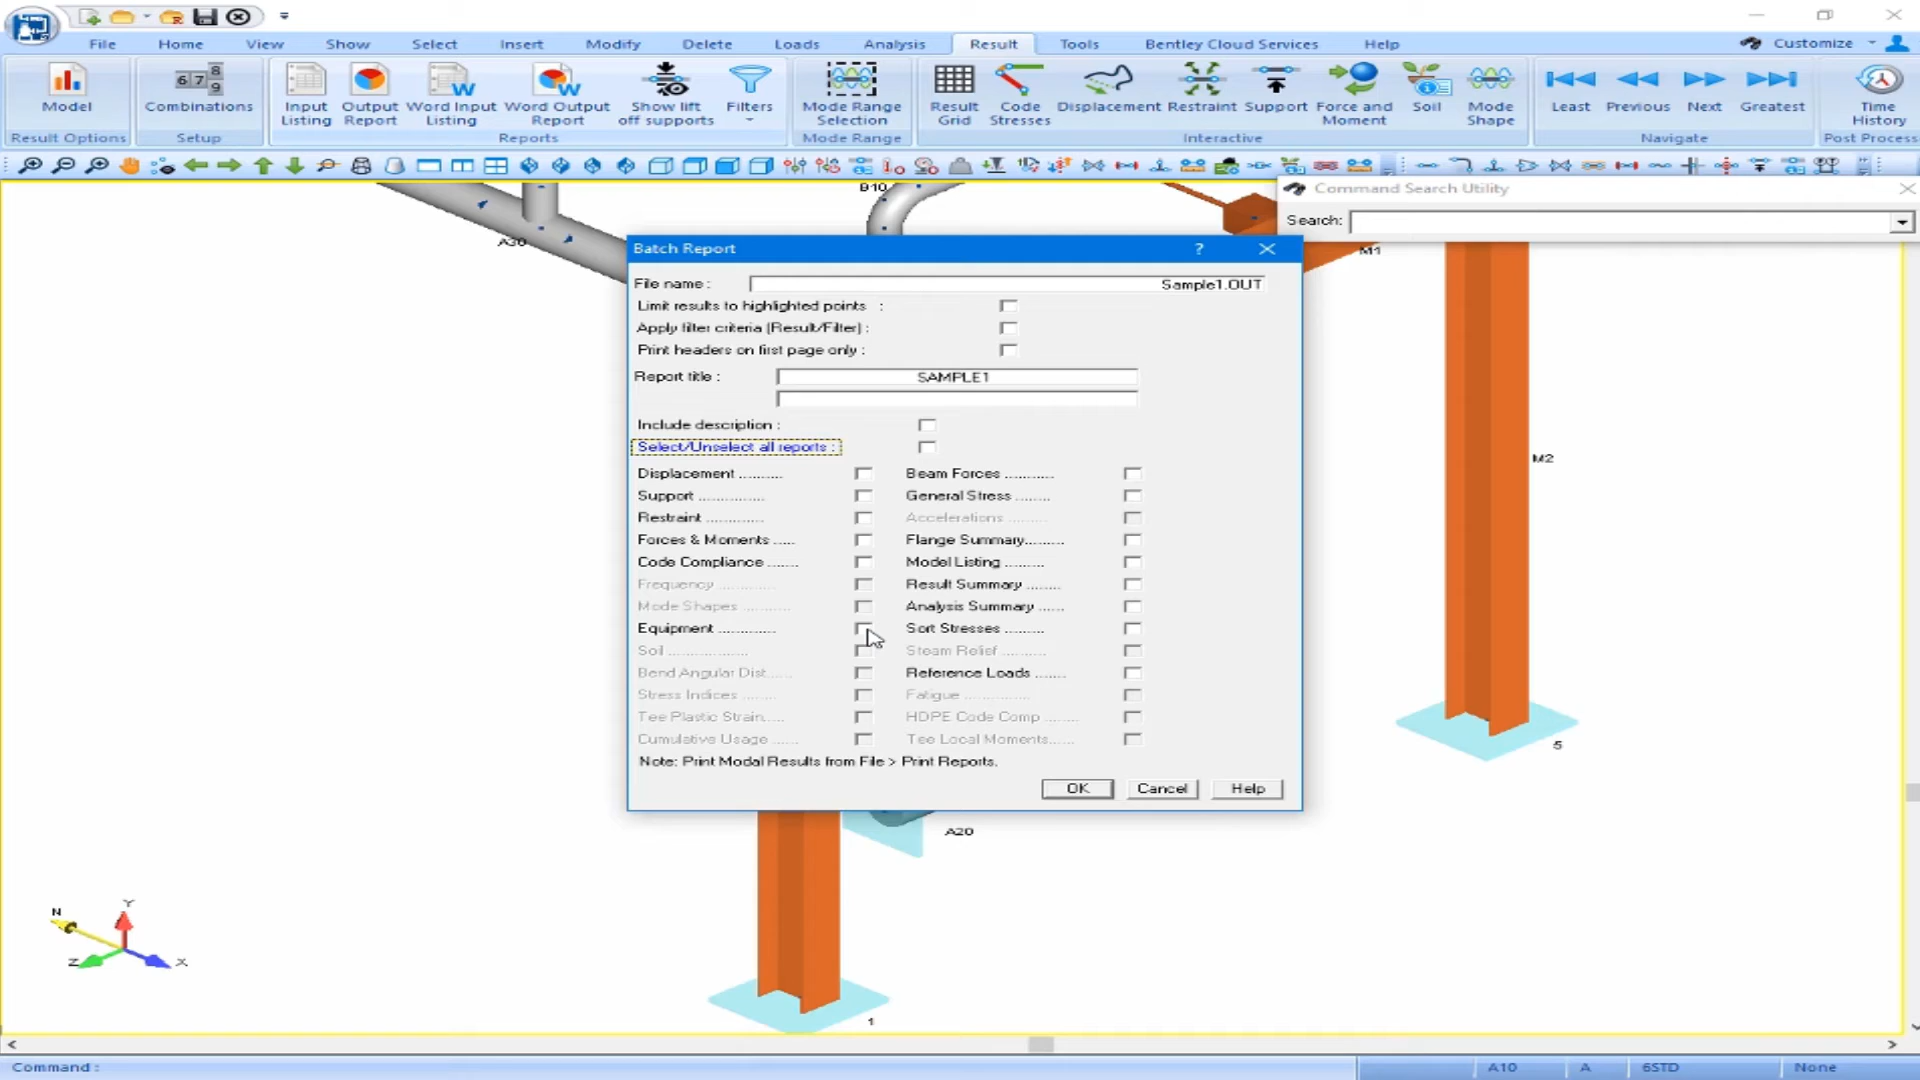 File Home View Show Select Insert Modify Delete Loads Analysis Result Tools Bentley Cloud Services Help Customize
Model
Combinations
Input Listing
Output Report
Word Input Listing
Word Output Report
Show lift off supports
Filters
Mode Range Selection
Result Grid
Code Stresses
Displacement
Restraint
Support
Force and Moment
Soil
Mode Shape
Least
Previous
Next
Greatest
Time History
Result Options Setup Reports Mode Range Interactive Navigate Post Process
Command Search Utility
Search:
B10
A30
M1
Batch Report ?
File name : Sample1.OUT
Limit results to highlighted points :
Apply filter criteria (Result/Filter) :
Print headers on first page only :
Report title : SAMPLE1
Include description :
Select/Unselect all reports :
Displacement .......... Beam Forces ...........
Support ............... General Stress ........
Restraint ............. Accelerations .........
Forces & Moments ..... Flange Summary.........
Code Compliance ....... Model Listing .........
Frequency ............. Result Summary ........
Mode Shapes ........... Analysis Summary ......
Equipment ............. Sort Stresses .........
Soil .................. Steam Relief ..........
Bend Angular Dist...... Reference Loads .......
Stress Indices ........ Fatigue ...............
Tee Plastic Strain..... HDPE Code Comp ........
Cumulative Usage ...... Tee Local Moments......
Note: Print Modal Results from File > Print Reports.
OK Cancel Help
M2
5
A20
1
N Y Z X
Command : A10 A 6STD None